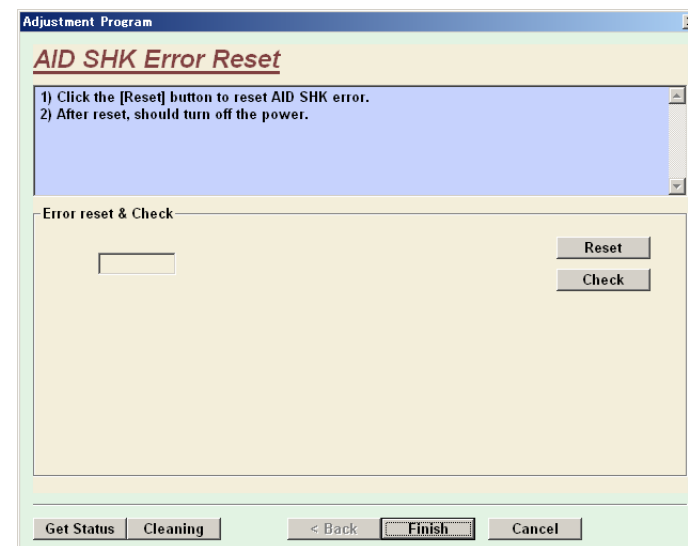 Adjustment Program
AID SHK Error Reset
1) Click the [Reset] button to reset AID SHK error.
2) After reset, should turn off the power.
Error reset & Check
Reset
Check
Get Status
Cleaning
< Back
Finish
Cancel